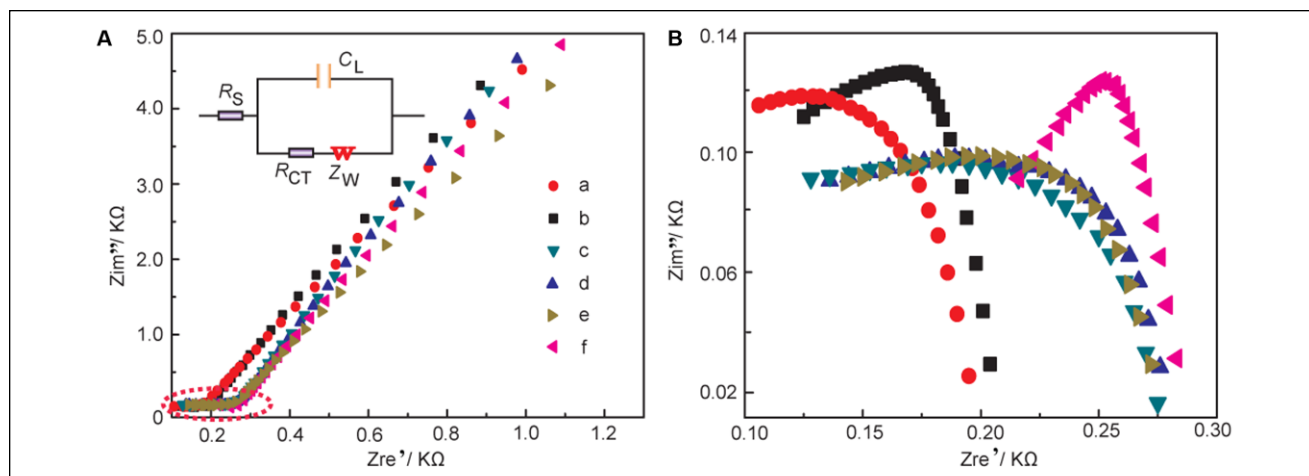 A
5.0
4.0
3.0
2.0
1.0
0
0.2
0.4
0.6
0.8
1.0
1.2
Zim”/ KΩ
Zre’/ KΩ
RS
CL
RCT
ZW
a
b
c
d
e
f
B
0.14
0.10
0.06
0.02
0.10
0.15
0.20
0.25
0.30
Zim”/ KΩ
Zre’/ KΩ